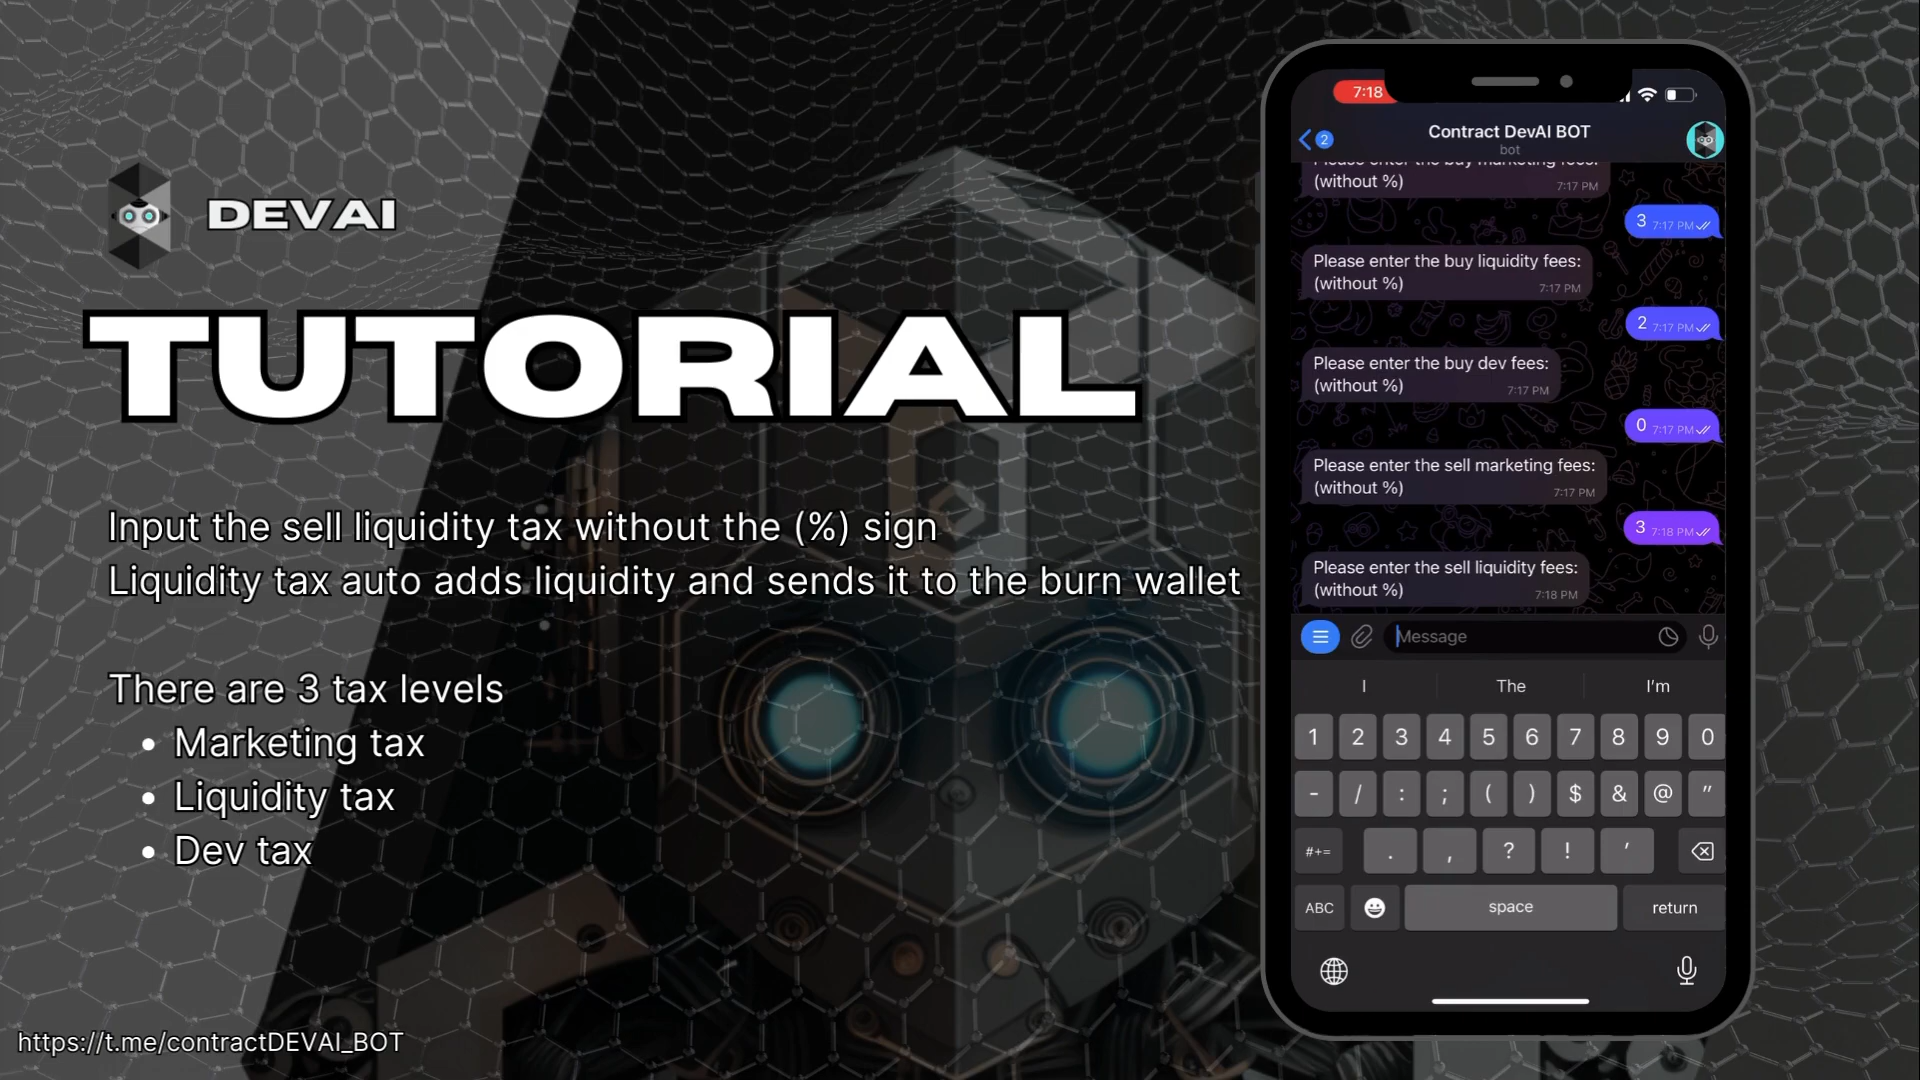 DEVAI
TUTORIAL
Input the sell liquidity tax without the (%) sign
Liquidity tax auto adds liquidity and sends it to the burn wallet
There are 3 tax levels
• Marketing tax
• Liquidity tax
• Dev tax
https://t.me/contractDEVAI_BOT
7:18
2
Contract DevAI BOT
bot
Please enter the buy marketing fees:
(without %)
7:17 PM
3 7:17 PM
Please enter the buy liquidity fees:
(without %)
7:17 PM
2 7:17 PM
Please enter the buy dev fees:
(without %)
7:17 PM
0 7:17 PM
Please enter the sell marketing fees:
(without %)
7:17 PM
3 7:18 PM
Please enter the sell liquidity fees:
(without %)
7:18 PM
Message
I The I'm
1 2 3 4 5 6 7 8 9 0
- / : ; ( ) $ & @ "
#+= . , ? ! '
ABC space return